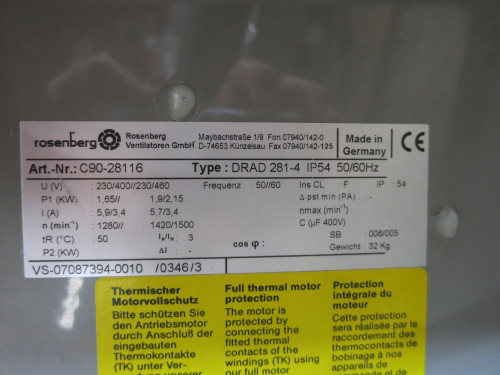 rosenberg
Rosenberg
Ventilatoren GmbH
Maybachstraße 1/9 Fon 07940/142-0
D-74653 Künzelsau Fax 07940/142-125
Made in
Germany
CE
Art.-Nr.: C90-28116 Type : DRAD 281-4 IP54 50/60Hz
U (V) : 230/400//230/460 Frequenz : 50//60 Ins CL : F IP : 54
P1 (KW) : 1,65// 1,9/2,15 Δ pst min (PA) : -
I (A) : 5,9/3,4 5,7/3,4 nmax (min⁻¹) -
n (min⁻¹) : 1280// 1420/1500 C (µF 400V) -
tR (°C) : 50 IA/IN : 3 SB 006/005
P2 (KW) ΔI : - cos φ : Gewicht : 32 Kg
VS-07087394-0010 /0346/3
Thermischer
Motorvollschutz
Bitte schützen Sie
den Antriebsmotor
durch Anschluß der
eingebauten
Thermokontakte
(TK) unter Ver-
Full thermal motor
protection
The motor is
protected by
connecting the
fitted thermal
contacts of the
windings (TK) using
our full motor
Protection
intégrale du
moteur
Cette protection
sera réalisée par le
raccordement des
thermocontacts de
bobinage à nos
appareils de